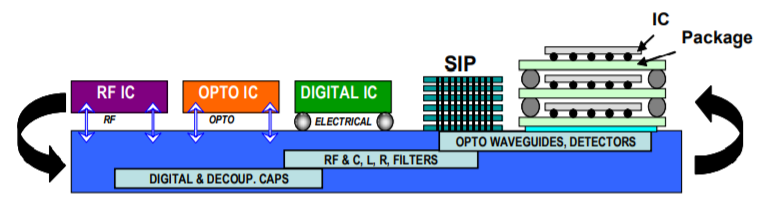 IC
Package
SIP
RF IC
OPTO IC
DIGITAL IC
RF
OPTO
ELECTRICAL
OPTO WAVEGUIDES, DETECTORS
RF & C, L, R, FILTERS
DIGITAL & DECOUP. CAPS